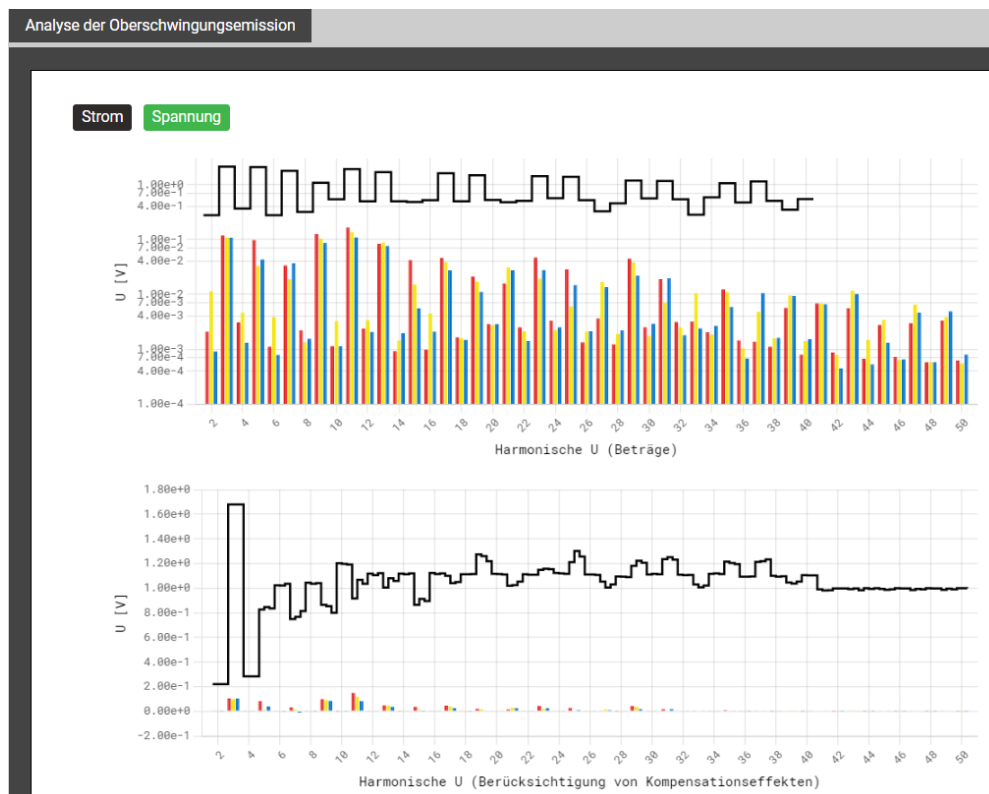 Analyse der Oberschwingungsemission
Strom Spannung
1.00e+0
7.00e-1
4.00e-1
1.00e-1
7.00e-2
4.00e-2
1.00e-2
7.00e-3
4.00e-3
1.00e-3
7.00e-4
4.00e-4
1.00e-4
U [V]
2 4 6 8 10 12 14 16 18 20 22 24 26 28 30 32 34 36 38 40 42 44 46 48 50
Harmonische U (Beträge)
1.80e+0
1.60e+0
1.40e+0
1.20e+0
1.00e+0
8.00e-1
6.00e-1
4.00e-1
2.00e-1
0.00e+0
-2.00e-1
U [V]
2 4 6 8 10 12 14 16 18 20 22 24 26 28 30 32 34 36 38 40 42 44 46 48 50
Harmonische U (Berücksichtigung von Kompensationseffekten)